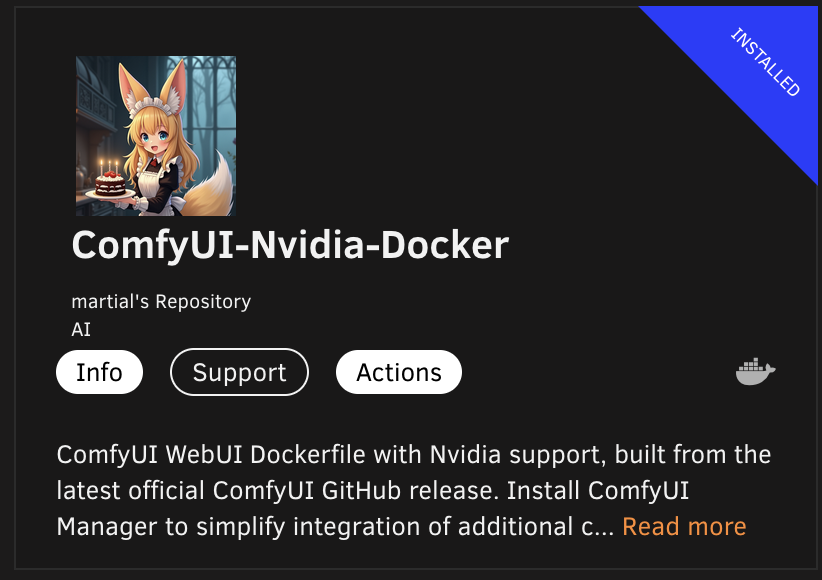 INSTALLED
ComfyUI-Nvidia-Docker
martial's Repository
AI
Info Support Actions
ComfyUI WebUI Dockerfile with Nvidia support, built from the
latest official ComfyUI GitHub release. Install ComfyUI
Manager to simplify integration of additional c... Read more